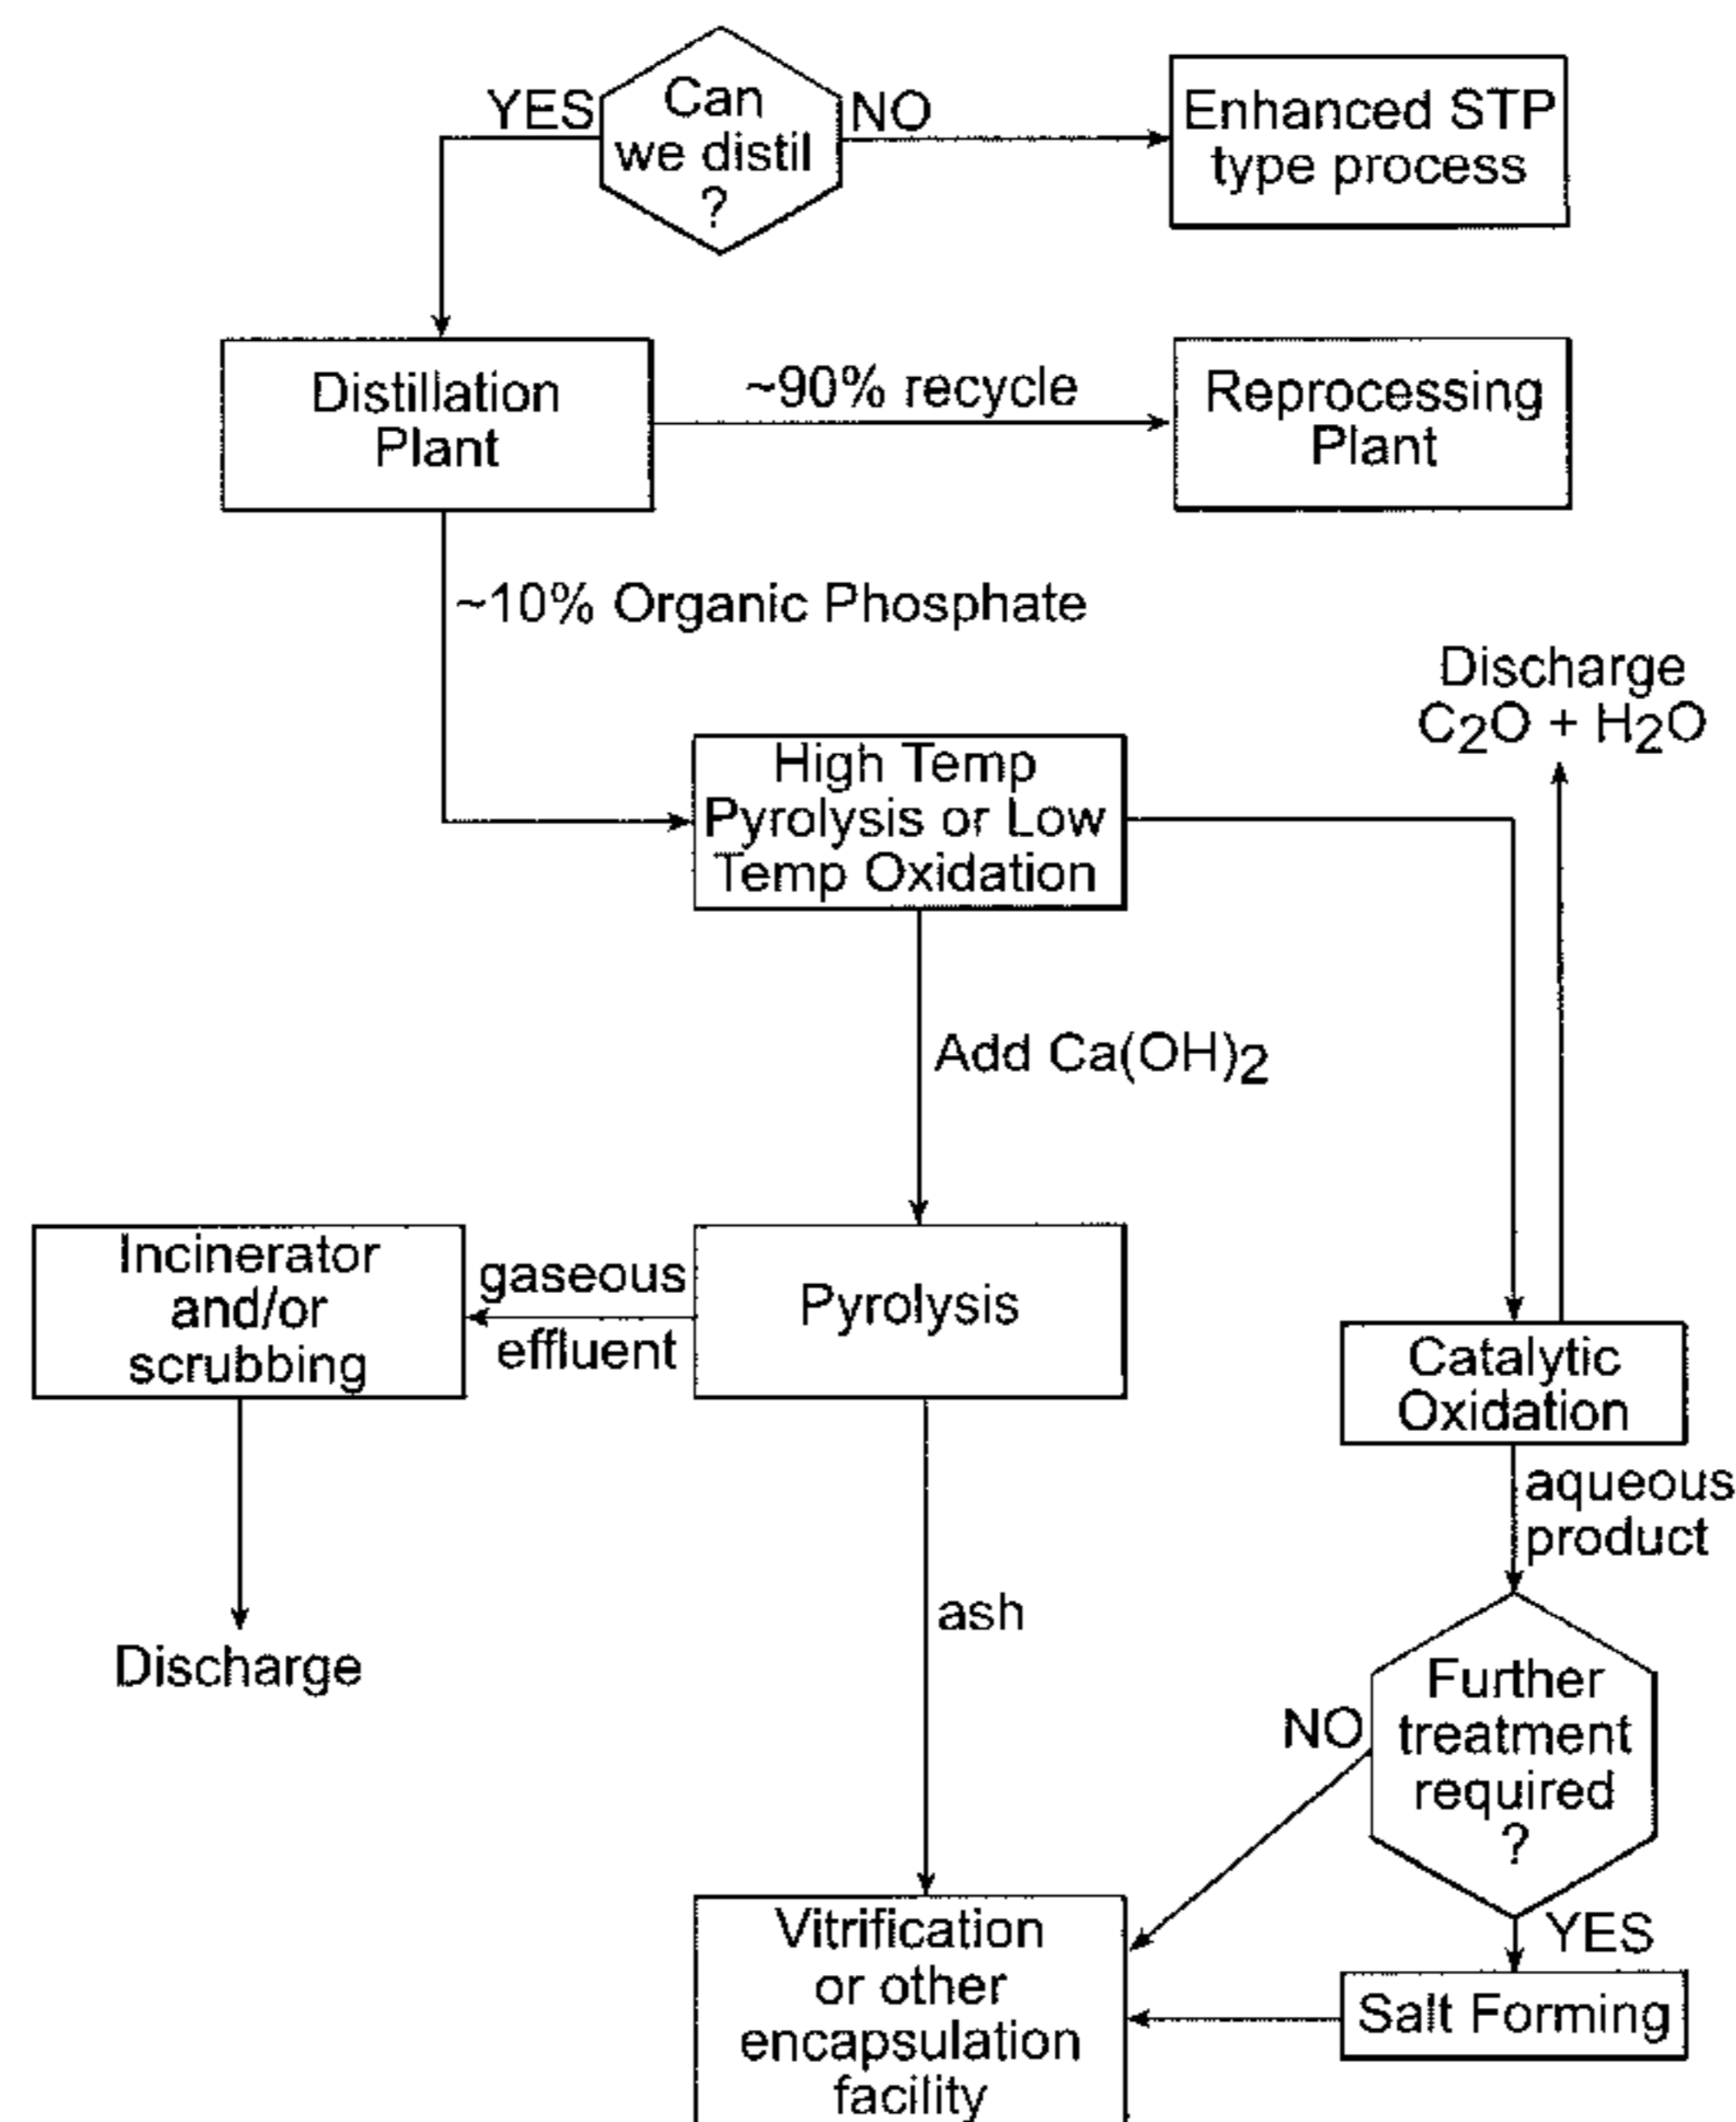 YES
Can
we distil
?
NO
Enhanced STP
type process
Distillation
Plant
~90% recycle
Reprocessing
Plant
~10% Organic Phosphate
Discharge
C2O + H2O
High Temp
Pyrolysis or Low
Temp Oxidation
Add Ca(OH)2
Incinerator
and/or
scrubbing
gaseous
effluent
Pyrolysis
Catalytic
Oxidation
aqueous
product
ash
Discharge
Further
treatment
required
?
NO
YES
Vitrification
or other
encapsulation
facility
Salt Forming